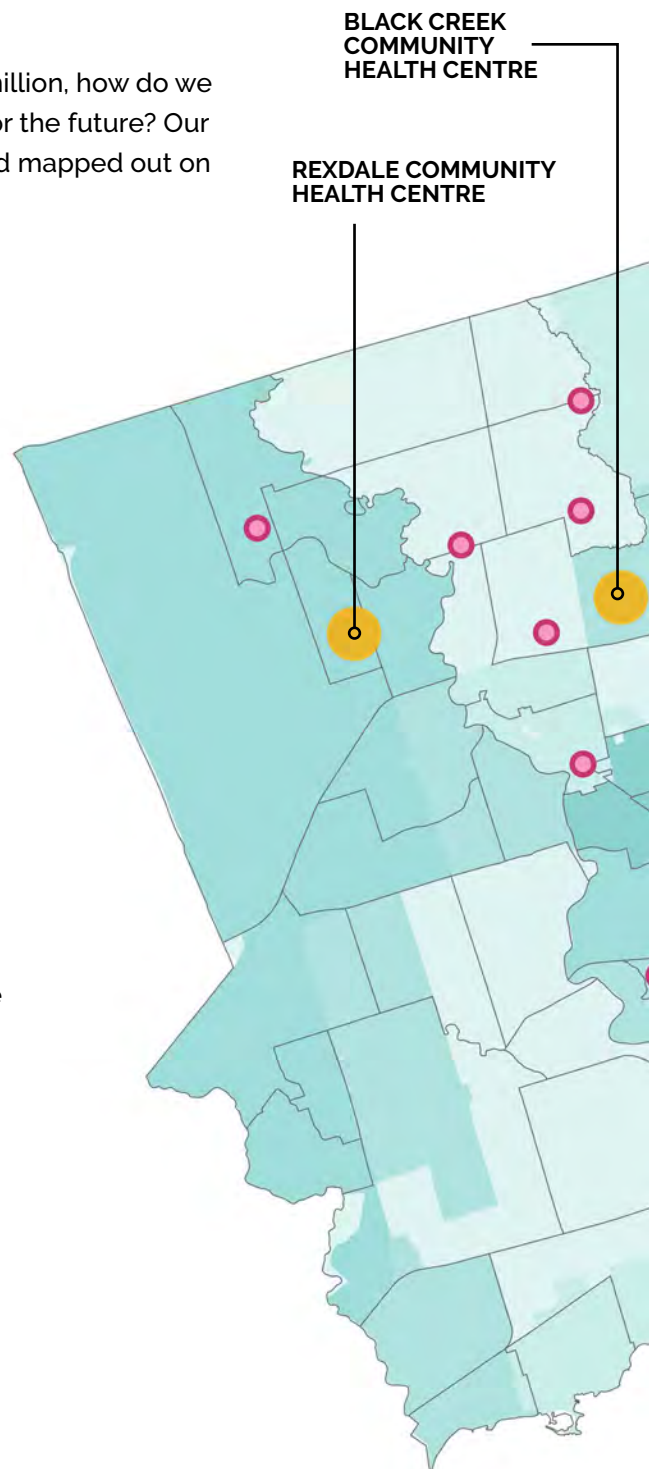 BLACK CREEK
COMMUNITY
HEALTH CENTRE
how do we
or the future? Our
mapped out on
REXDALE COMMUNITY
HEALTH CENTRE